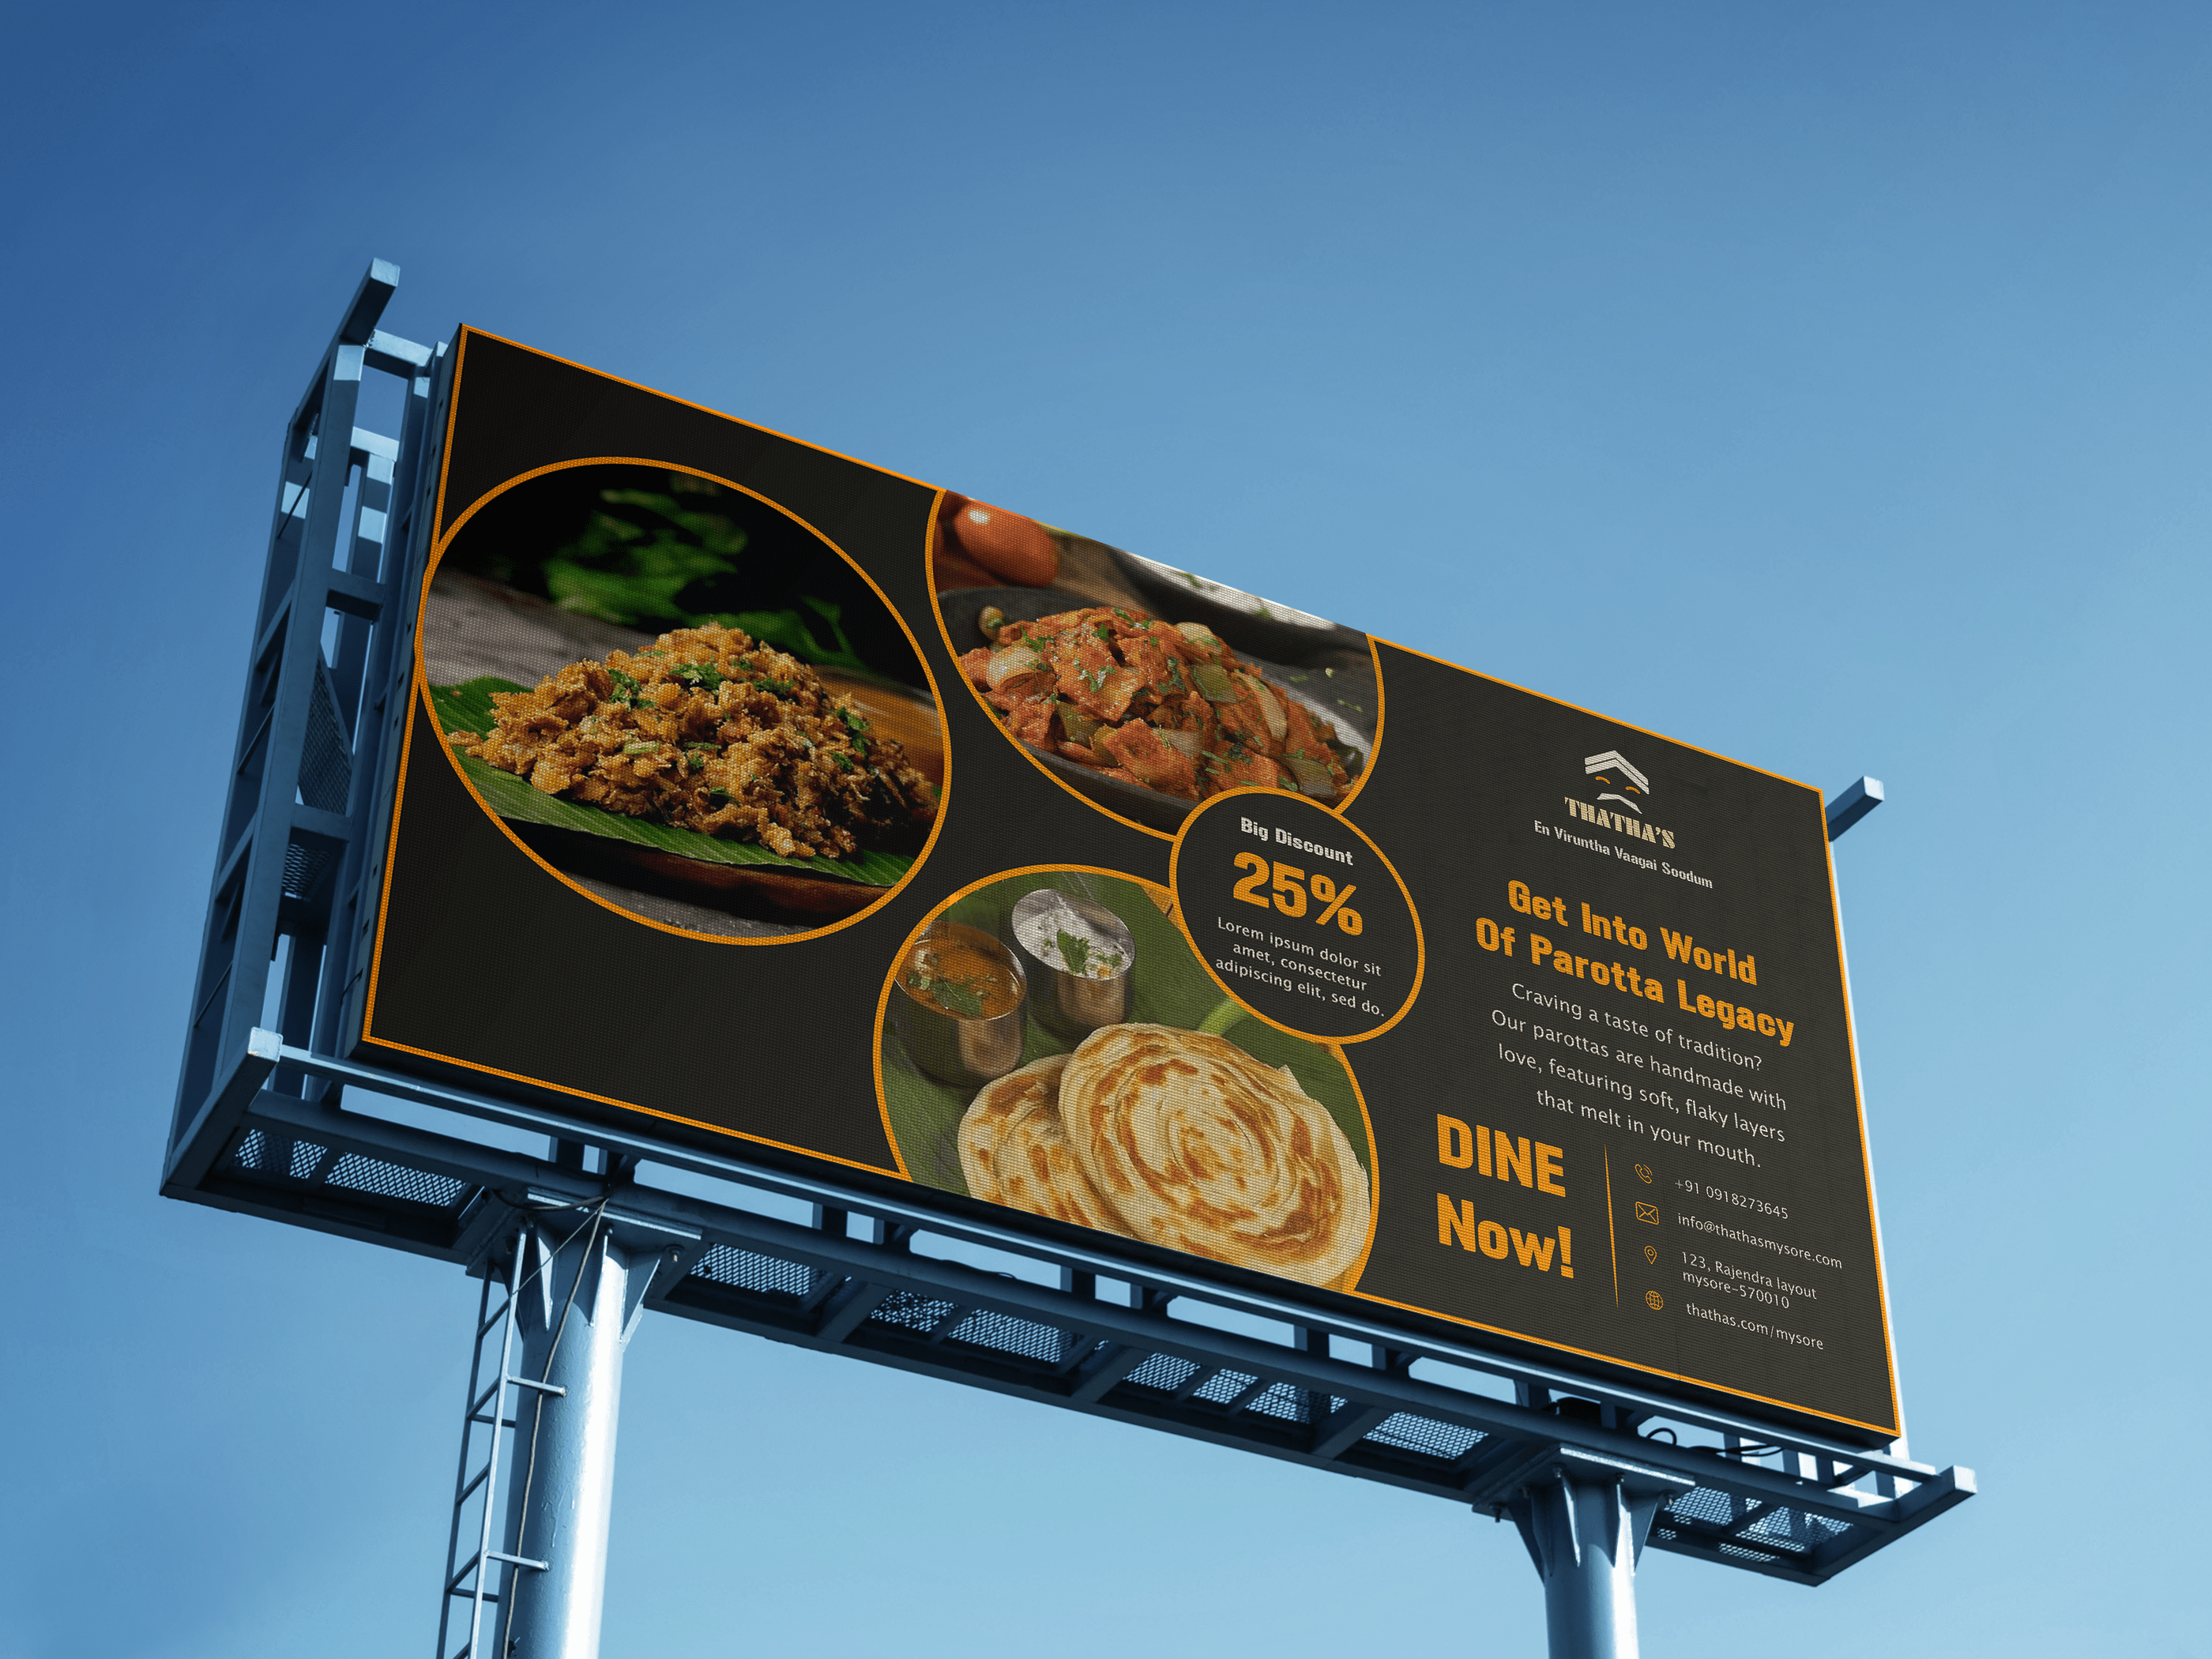 THATHA'S
En Viruntha Vaagai Soodum
Get Into World
Of Parotta Legacy
Craving a taste of tradition?
Our parottas are handmade with
love, featuring soft, flaky layers
that melt in your mouth.
Big Discount
25%
Lorem ipsum dolor sit
amet, consectetur
adipiscing elit, sed do.
DINE
Now!
+91 0918273645
info@thathasmysore.com
123, Rajendra layout
mysore-570010
thathas.com/mysore